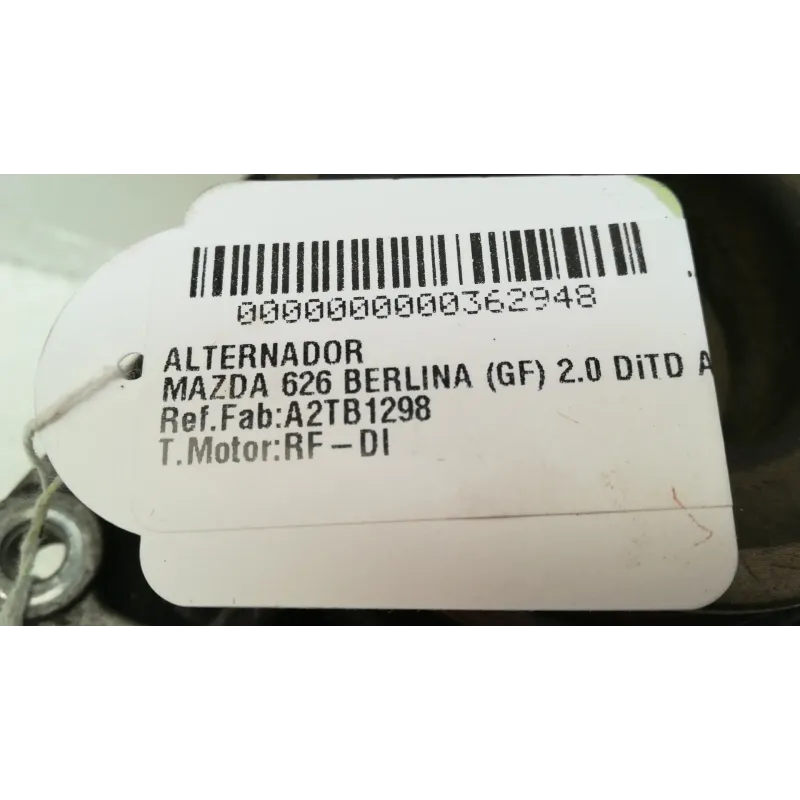 0000000000362948
ALTERNADOR
MAZDA 626 BERLINA (GF) 2.0 DiTD A
Ref.Fab:A2TB1298
T.Motor:RF-DI